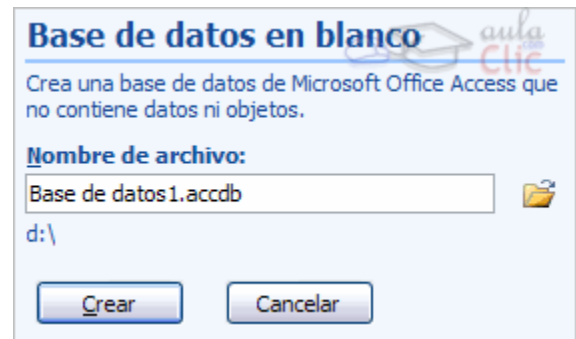 Base de datos en blanco
aula
.com
Clic
Crea una base de datos de Microsoft Office Access que
no contiene datos ni objetos.
Nombre de archivo:
Base de datos1.accdb
d:\
Crear
Cancelar